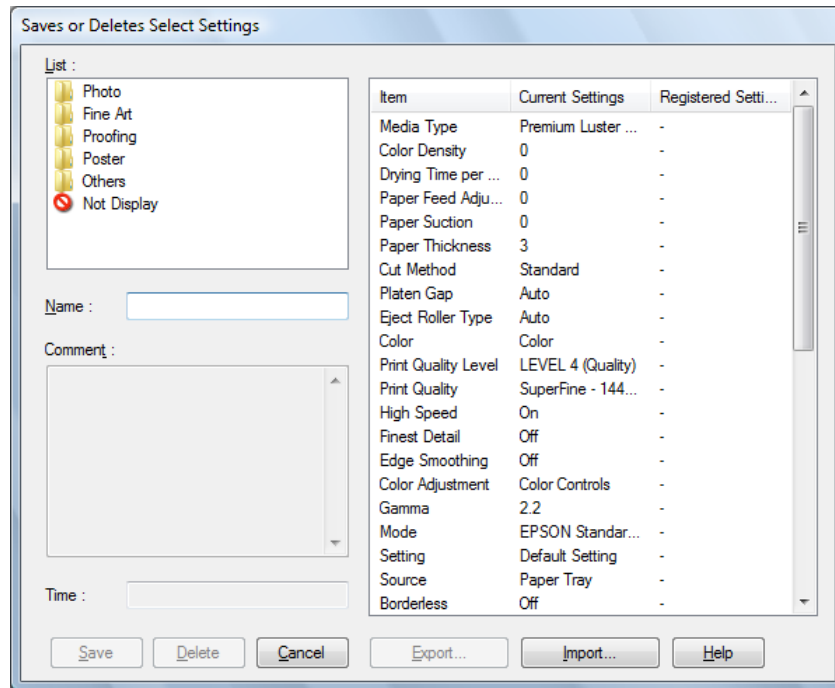 Saves or Deletes Select Settings
List :
Photo
Fine Art
Proofing
Poster
Others
Not Display
Name :
Comment :
Time :
Item Current Settings Registered Setti...
Media Type Premium Luster ... -
Color Density 0 -
Drying Time per ... 0 -
Paper Feed Adju... 0 -
Paper Suction 0 -
Paper Thickness 3 -
Cut Method Standard -
Platen Gap Auto -
Eject Roller Type Auto -
Color Color -
Print Quality Level LEVEL 4 (Quality) -
Print Quality SuperFine - 144... -
High Speed On -
Finest Detail Off -
Edge Smoothing Off -
Color Adjustment Color Controls -
Gamma 2.2 -
Mode EPSON Standar... -
Setting Default Setting -
Source Paper Tray -
Borderless Off -
Save Delete Cancel Export... Import... Help